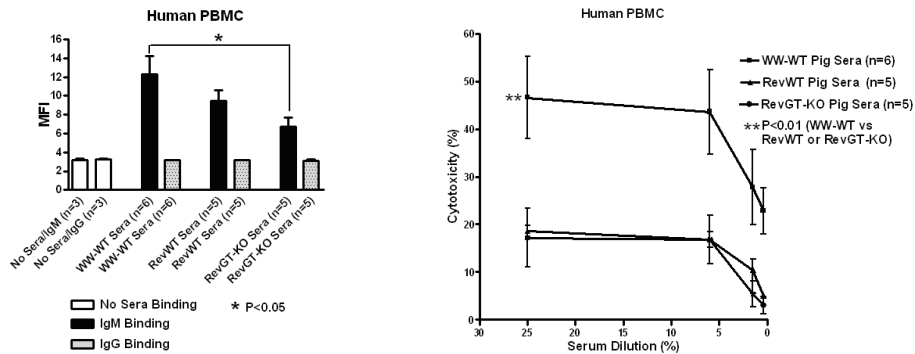 Human PBMC
*
MFI
16
14
12
10
8
6
4
2
0
No Sera/IgM (n=3)
No Sera/IgG (n=3)
WW-WT Sera (n=6)
WW-WT Sera (n=6)
RevWT Sera (n=5)
RevWT Sera (n=5)
RevGT-KO Sera (n=5)
RevGT-KO Sera (n=5)
No Sera Binding
IgM Binding
IgG Binding
* P<0.05
Human PBMC
Cytotoxicity (%)
60
50
40
30
20
10
0
**
30 25 20 15 10 5 0
Serum Dilution (%)
WW-WT Pig Sera (n=6)
RevWT Pig Sera (n=5)
RevGT-KO Pig Sera (n=5)
**P<0.01 (WW-WT vs
RevWT or RevGT-KO)